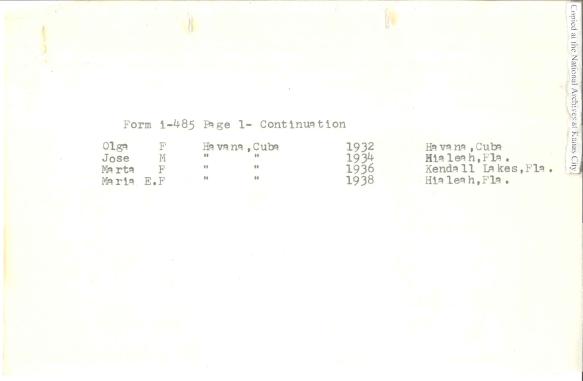 Form i-485 Page 1- Continuation
Olga F Havana,Cuba 1932 Havana,Cuba
Jose M " " 1934 Hialeah,Fla.
Marta F " " 1936 Kendall Lakes,Fla.
Maria E.F " " 1938 Hialeah,Fla.
Copied at the National Archives at Kansas City